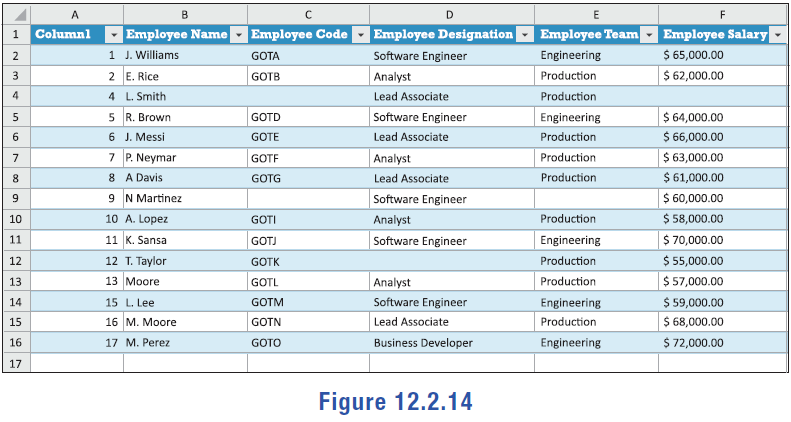 A B C D E F
1 Column1 Employee Name Employee Code Employee Designation Employee Team Employee Salary
2 1 J. Williams GOTA Software Engineer Engineering $ 65,000.00
3 2 E. Rice GOTB Analyst Production $ 62,000.00
4 4 L. Smith Lead Associate Production
5 5 R. Brown GOTD Software Engineer Engineering $ 64,000.00
6 6 J. Messi GOTE Lead Associate Production $ 66,000.00
7 7 P. Neymar GOTF Analyst Production $ 63,000.00
8 8 A Davis GOTG Lead Associate Production $ 61,000.00
9 9 N Martinez Software Engineer $ 60,000.00
10 10 A. Lopez GOTI Analyst Production $ 58,000.00
11 11 K. Sansa GOTJ Software Engineer Engineering $ 70,000.00
12 12 T. Taylor GOTK Production $ 55,000.00
13 13 Moore GOTL Analyst Production $ 57,000.00
14 15 L. Lee GOTM Software Engineer Engineering $ 59,000.00
15 16 M. Moore GOTN Lead Associate Production $ 68,000.00
16 17 M. Perez GOTO Business Developer Engineering $ 72,000.00
17
Figure 12.2.14